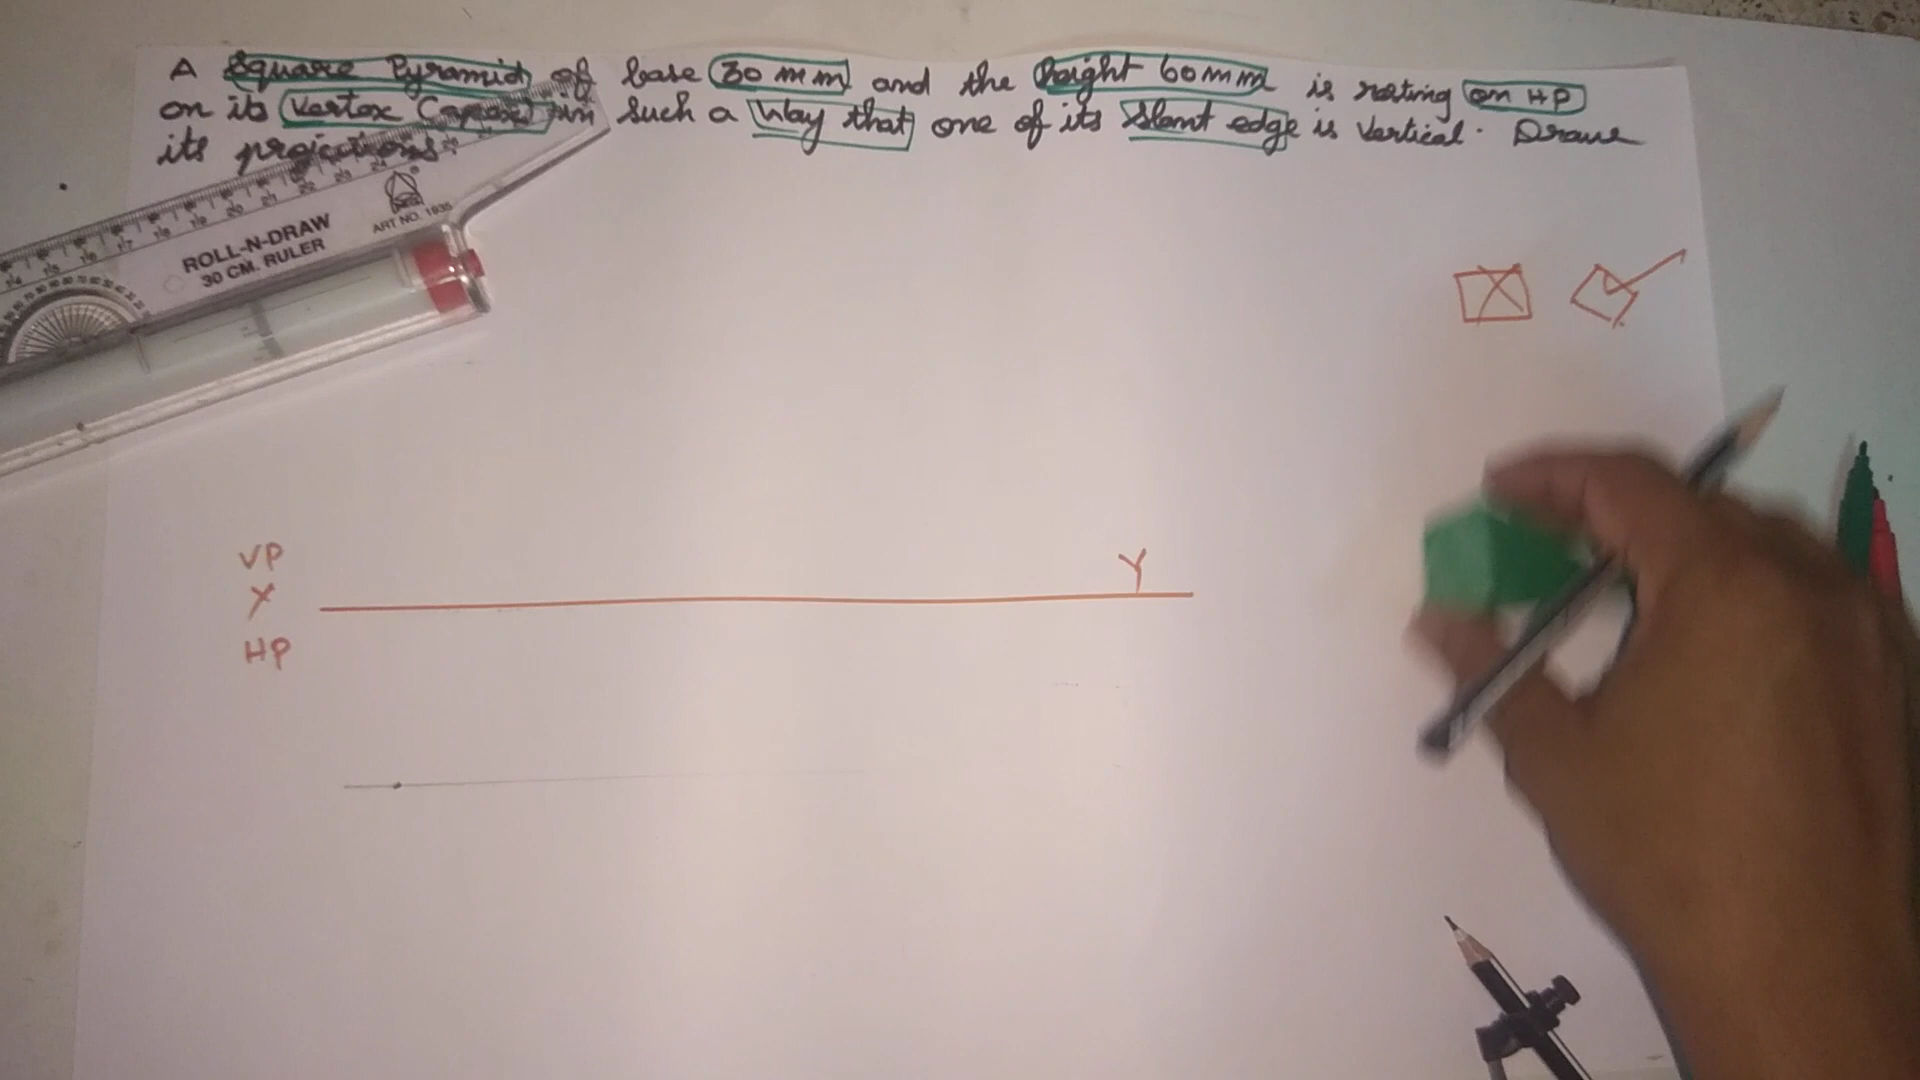 A Square Pyramid of base 30 mm and the height 60mm is resting on HP
on its Vertex (apex) in such a way that one of its slant edge is vertical. Draw
its projections.
ROLL-N-DRAW
30 CM. RULER
ART NO. 1935
VP
X
Y
HP